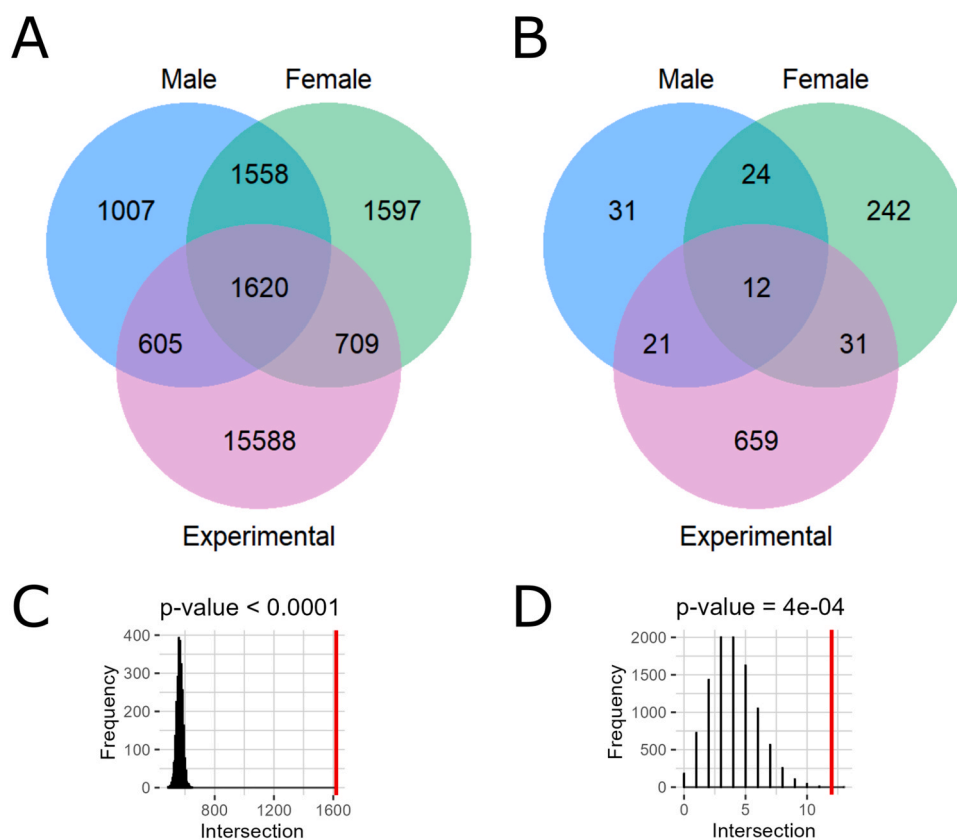 A
Male Female
1558
1007
1597
1620
605
709
15588
Experimental
B
Male Female
24
31
242
12
21
31
659
Experimental
C
p-value < 0.0001
Frequency
400
300
200
100
0
800 1200 1600
Intersection
D
p-value = 4e-04
Frequency
2000
1500
1000
500
0
0 5 10
Intersection